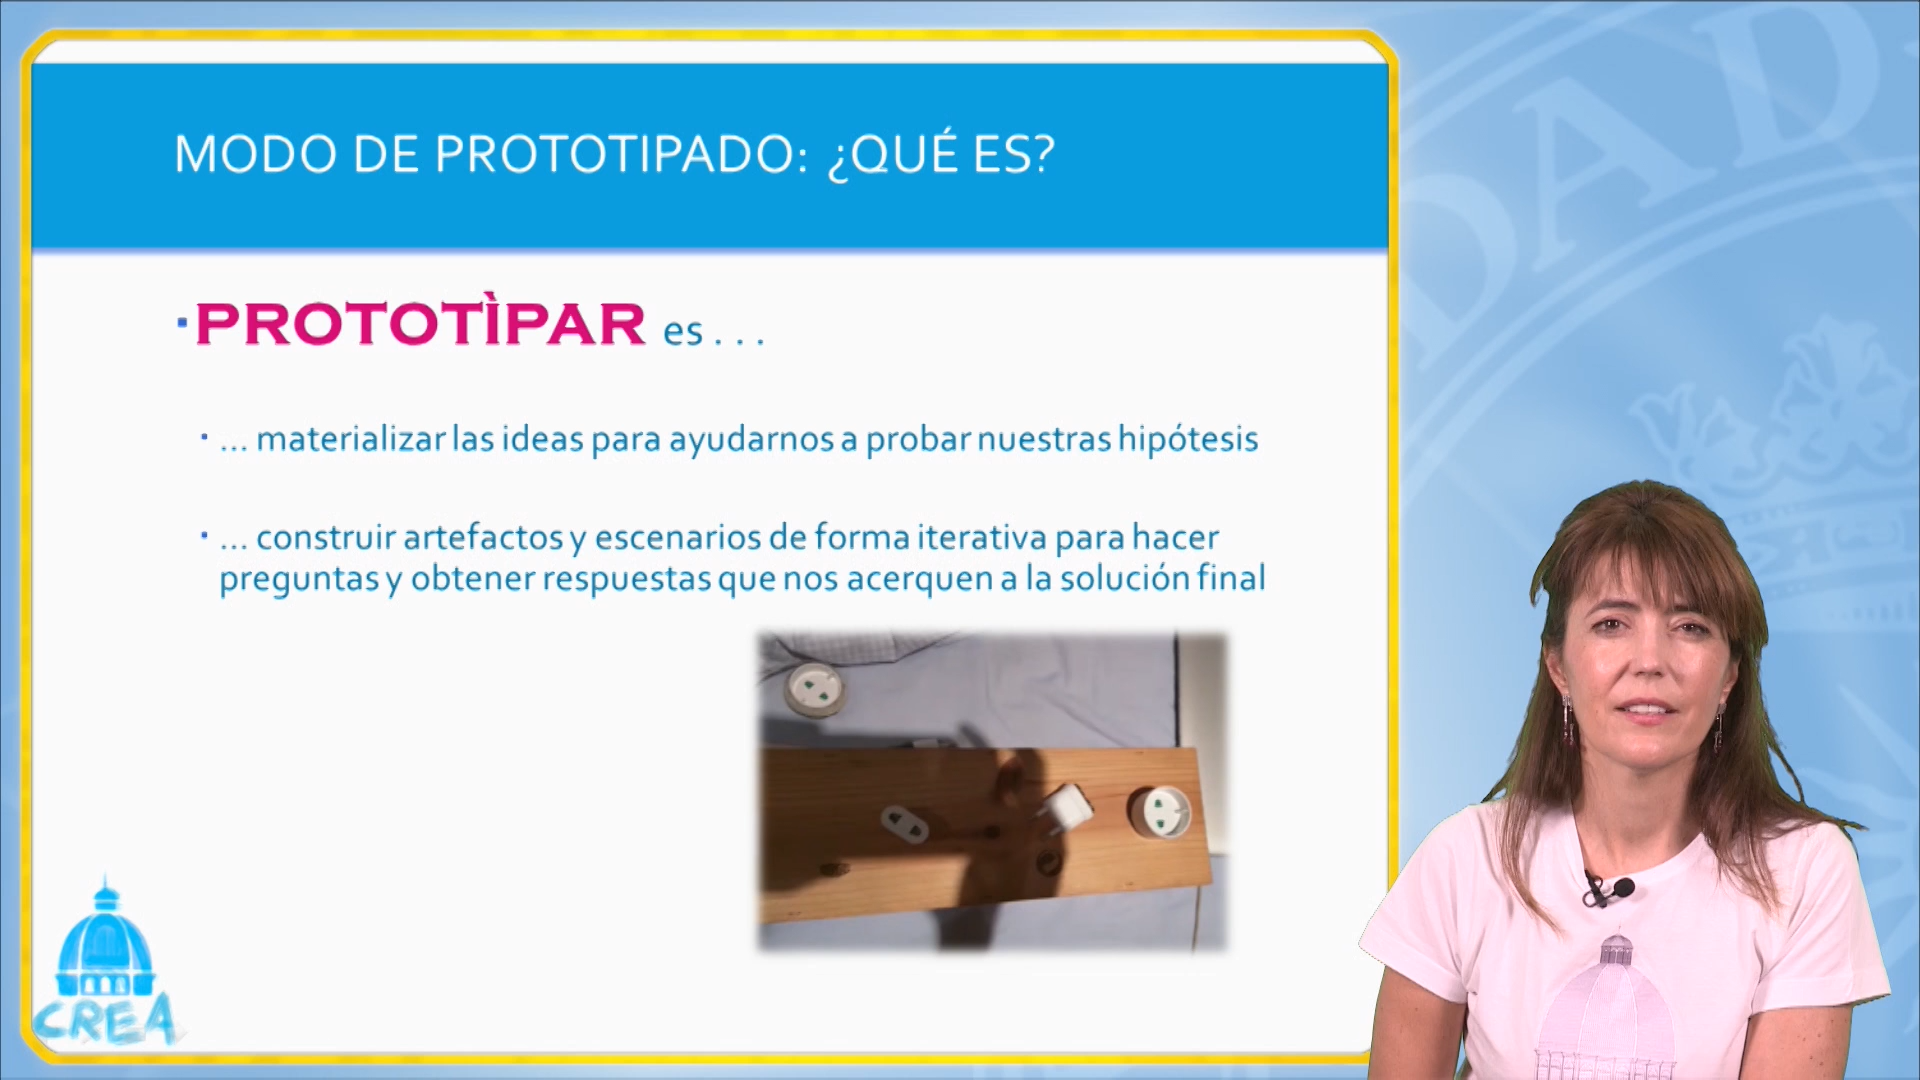 MODO DE PROTOTIPADO: ¿QUÉ ES?
PROTOTÌPAR es . . .
... materializar las ideas para ayudarnos a probar nuestras hipótesis
... construir artefactos y escenarios de forma iterativa para hacer
preguntas y obtener respuestas que nos acerquen a la solución final
CREA
DAD